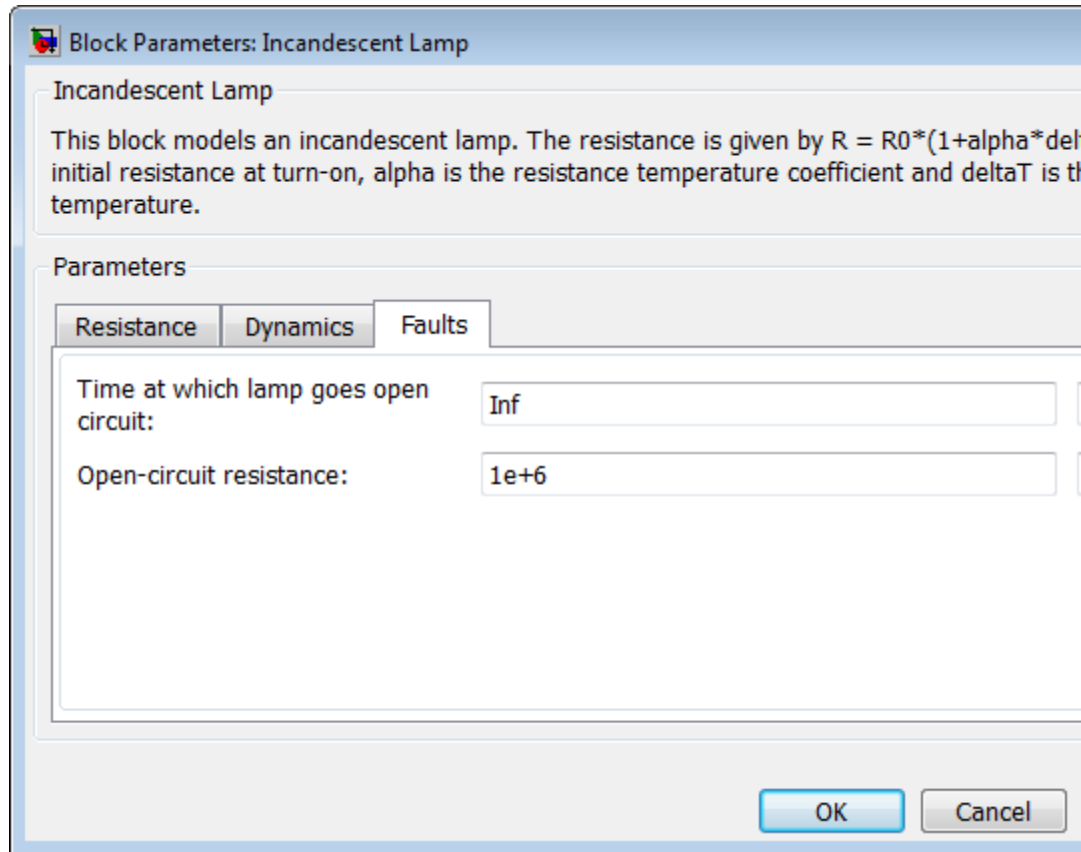 Block Parameters: Incandescent Lamp
Incandescent Lamp
This block models an incandescent lamp. The resistance is given by R = R0*(1+alpha*del
initial resistance at turn-on, alpha is the resistance temperature coefficient and deltaT is
temperature.
Parameters
Resistance Dynamics Faults
Time at which lamp goes open
circuit:
Inf
Open-circuit resistance: 1e+6
OK Cancel